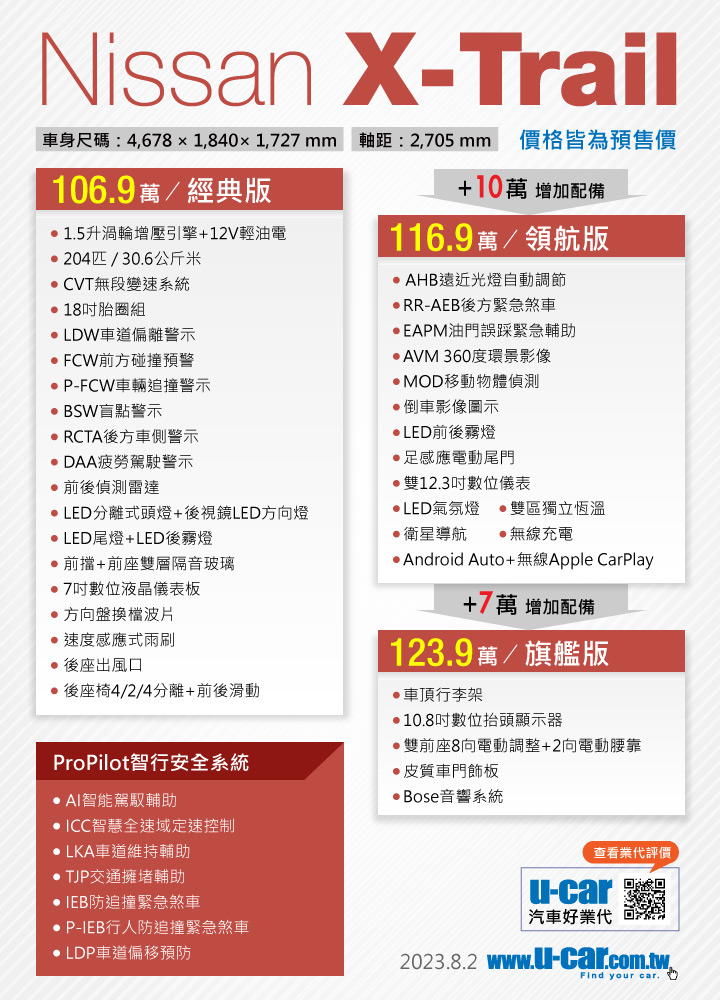 Nissan X-Trail
車身尺碼：4,678 × 1,840× 1,727 mm
軸距：2,705 mm
價格皆為預售價
106.9萬／經典版
● 1.5升渦輪增壓引擎+12V輕油電
● 204匹 / 30.6公斤米
● CVT無段變速系統
● 18吋胎圈組
● LDW車道偏離警示
● FCW前方碰撞預警
● P-FCW車輛追撞警示
● BSW盲點警示
● RCTA後方車側警示
● DAA疲勞駕駛警示
● 前後偵測雷達
● LED分離式頭燈+後視鏡LED方向燈
● LED尾燈+LED後霧燈
● 前擋+前座雙層隔音玻璃
● 7吋數位液晶儀表板
● 方向盤換檔波片
● 速度感應式雨刷
● 後座出風口
● 後座椅4/2/4分離+前後滑動
ProPilot智行安全系統
● AI智能駕馭輔助
● ICC智慧全速域定速控制
● LKA車道維持輔助
● TJP交通擁堵輔助
● IEB防追撞緊急煞車
● P-IEB行人防追撞緊急煞車
● LDP車道偏移預防
+10萬 增加配備
116.9萬／領航版
● AHB遠近光燈自動調節
● RR-AEB後方緊急煞車
● EAPM油門誤踩緊急輔助
● AVM 360度環景影像
● MOD移動物體偵測
● 倒車影像圖示
● LED前後霧燈
● 足感應電動尾門
● 雙12.3吋數位儀表
● LED氣氛燈 ● 雙區獨立恆溫
● 衛星導航 ● 無線充電
● Android Auto+無線Apple CarPlay
+7萬 增加配備
123.9萬／旗艦版
● 車頂行李架
● 10.8吋數位抬頭顯示器
● 雙前座8向電動調整+2向電動腰靠
● 皮質車門飾板
● Bose音響系統
查看業代評價
u-car
汽車好業代
2023.8.2 www.u-car.com.tw
Find your car.